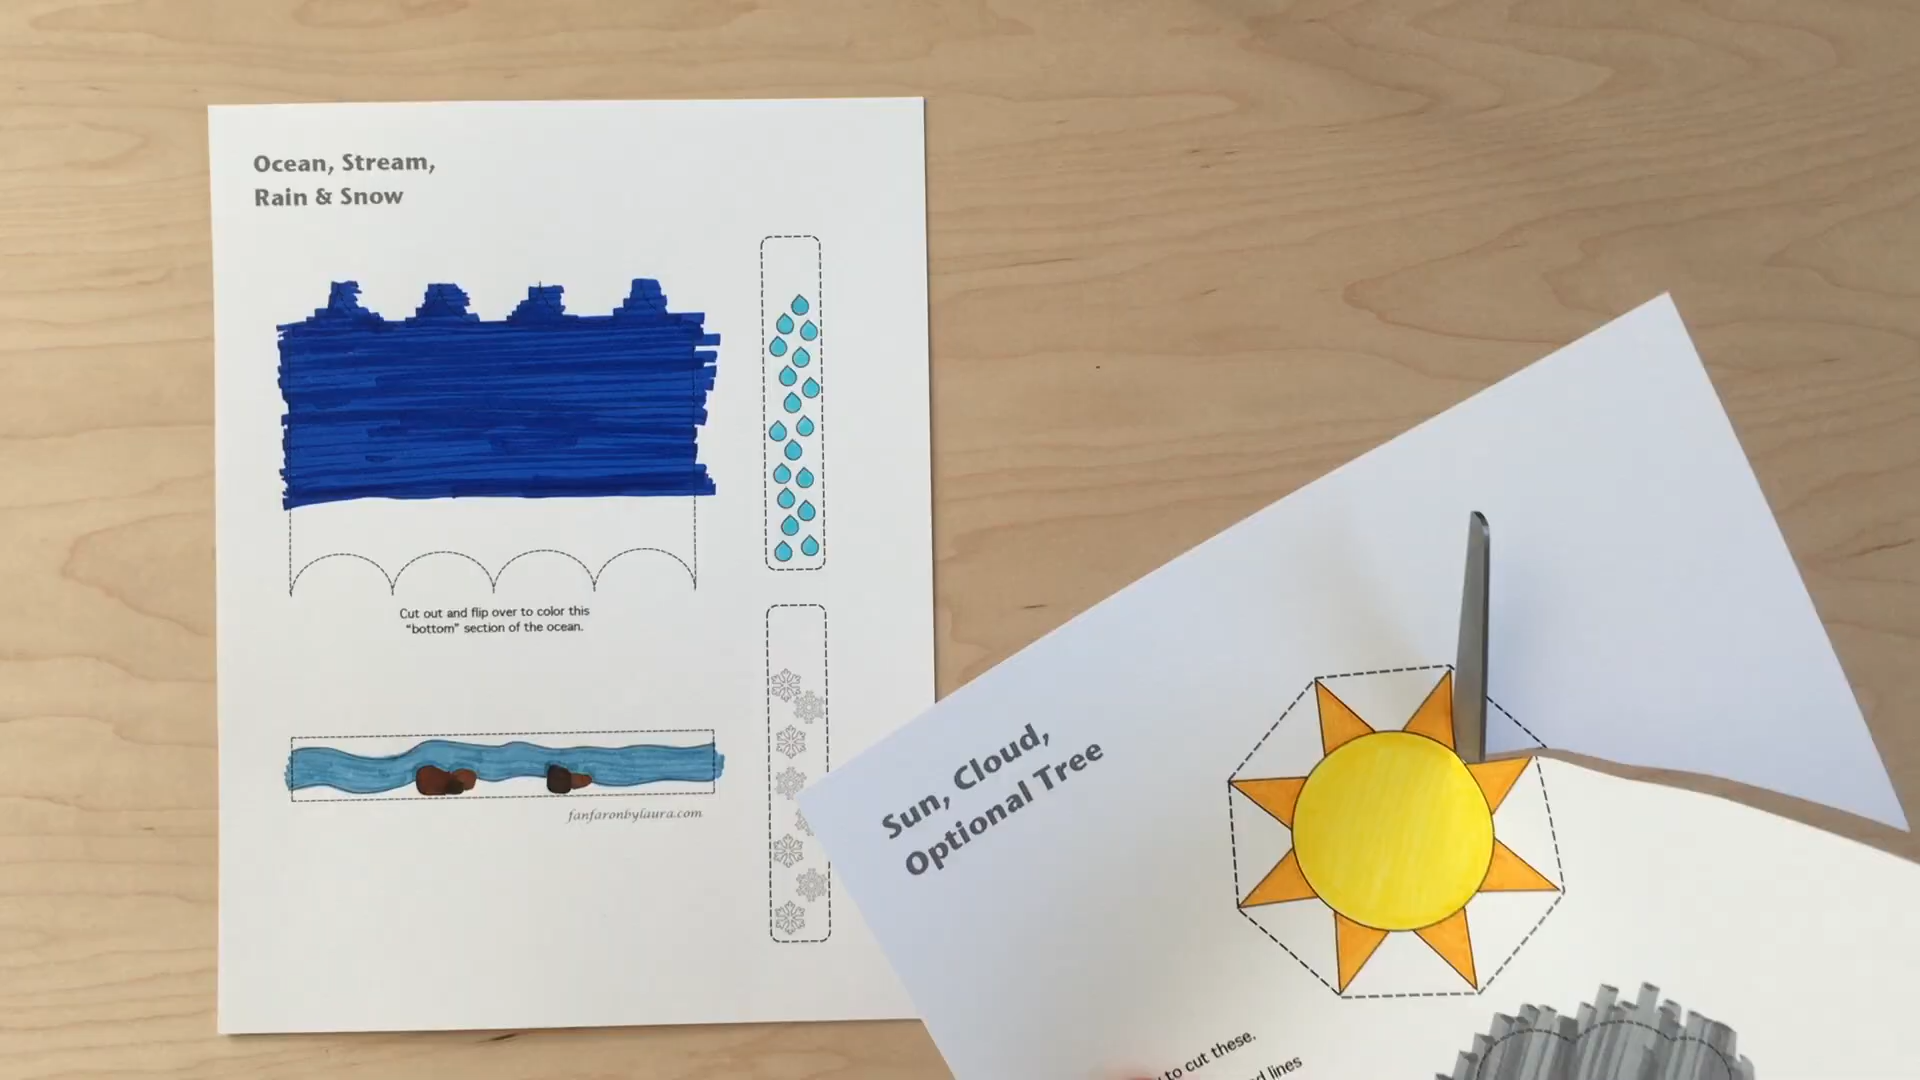 Ocean, Stream,
Rain & Snow
Cut out and flip over to color this
“bottom” section of the ocean.
fanfaronbylaura.com
Sun, Cloud,
Optional Tree
to cut these.
lines